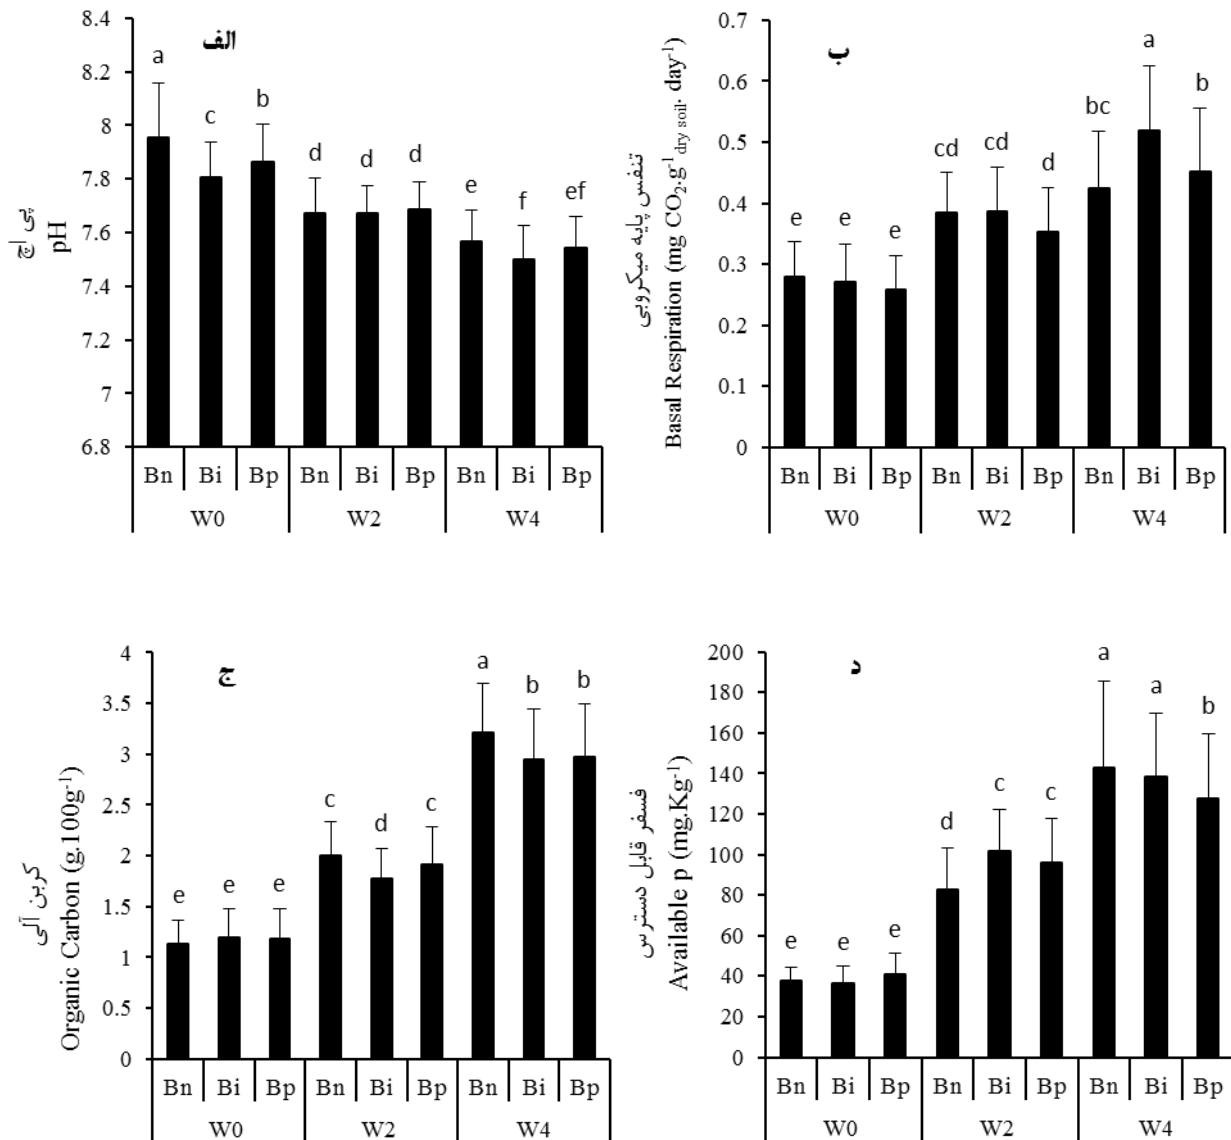 الف
8.4
8.2
8
7.8
7.6
7.4
7.2
7
6.8
پی اچ
pH
a
c
b
d
d
d
e
f
ef
Bn Bi Bp Bn Bi Bp Bn Bi Bp
W0 W2 W4
ب
0.7
0.6
0.5
0.4
0.3
0.2
0.1
0
تنفس پایه میکروبی
Basal Respiration (mg CO₂.g⁻¹ dry soil. day⁻¹)
e
e
e
cd
cd
d
bc
a
b
Bn Bi Bp Bn Bi Bp Bn Bi Bp
W0 W2 W4
ج
4
3.5
3
2.5
2
1.5
1
0.5
0
کربن آلی
Organic Carbon (g.100g⁻¹)
e
e
e
c
d
c
a
b
b
Bn Bi Bp Bn Bi Bp Bn Bi Bp
W0 W2 W4
د
200
180
160
140
120
100
80
60
40
20
0
فسفر قابل دسترس
Available p (mg.Kg⁻¹)
e
e
e
d
c
c
a
a
b
Bn Bi Bp Bn Bi Bp Bn Bi Bp
W0 W2 W4